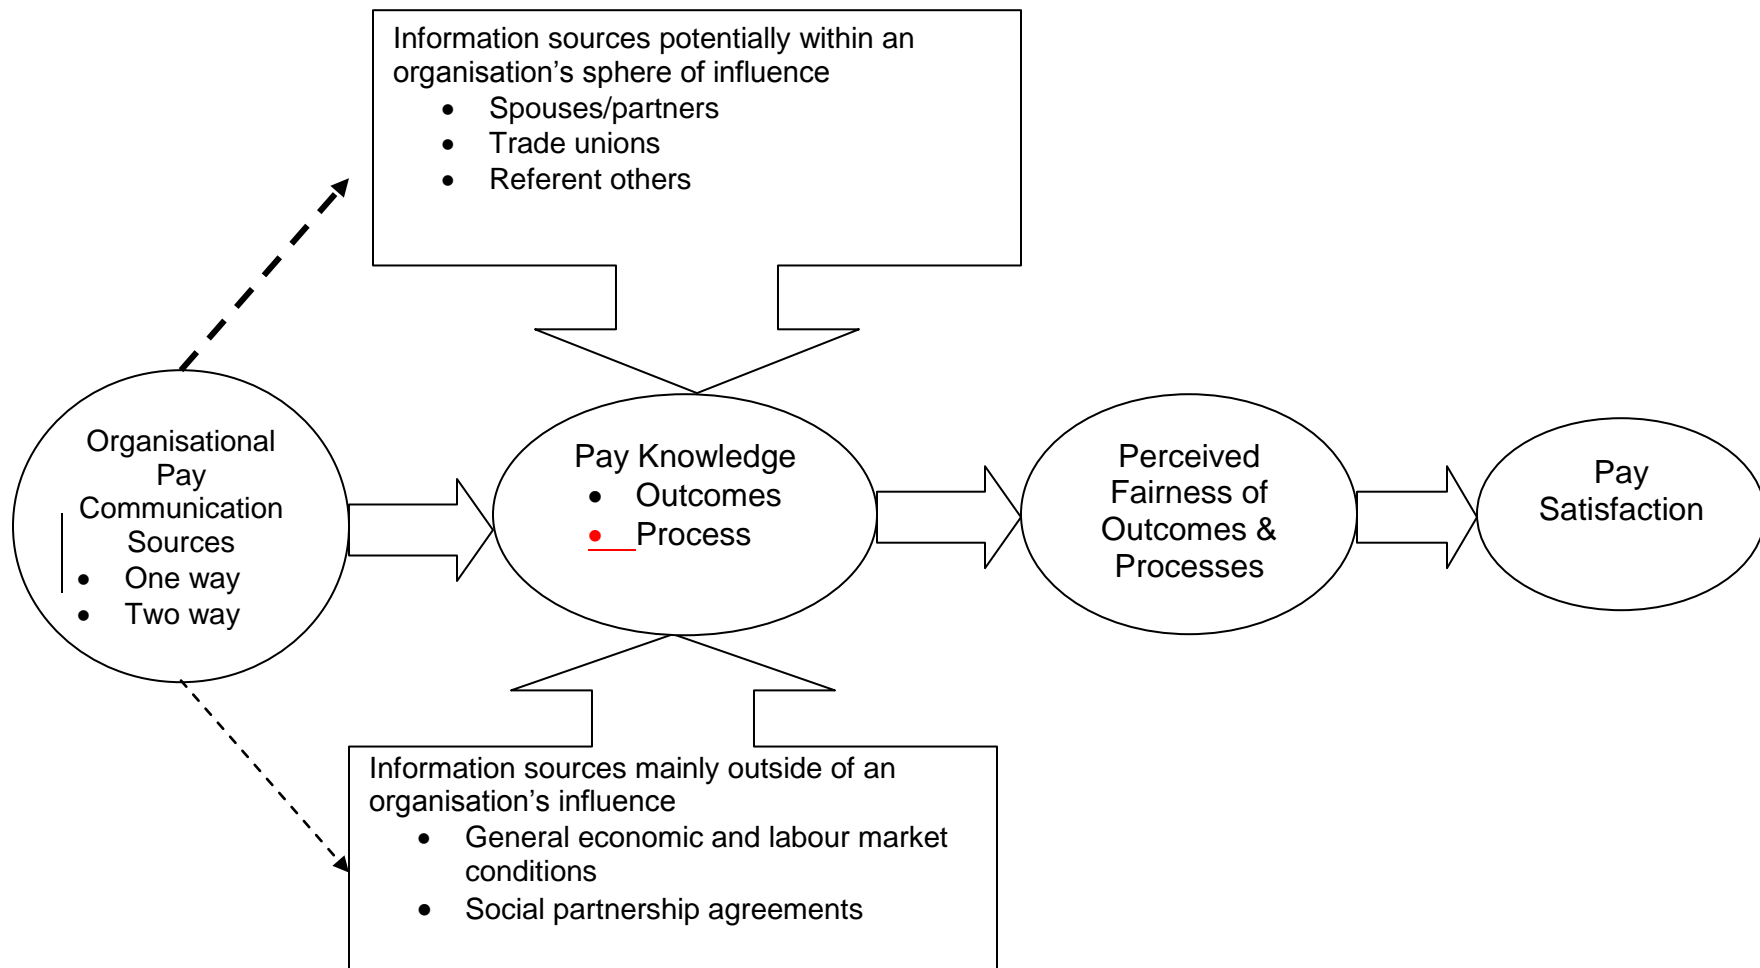 Information sources potentially within an
organisation’s sphere of influence
• Spouses/partners
• Trade unions
• Referent others
Organisational
Pay
Communication
Sources
• One way
• Two way
Pay Knowledge
• Outcomes
• Process
Perceived
Fairness of
Outcomes &
Processes
Pay
Satisfaction
Information sources mainly outside of an
organisation’s influence
• General economic and labour market
conditions
• Social partnership agreements